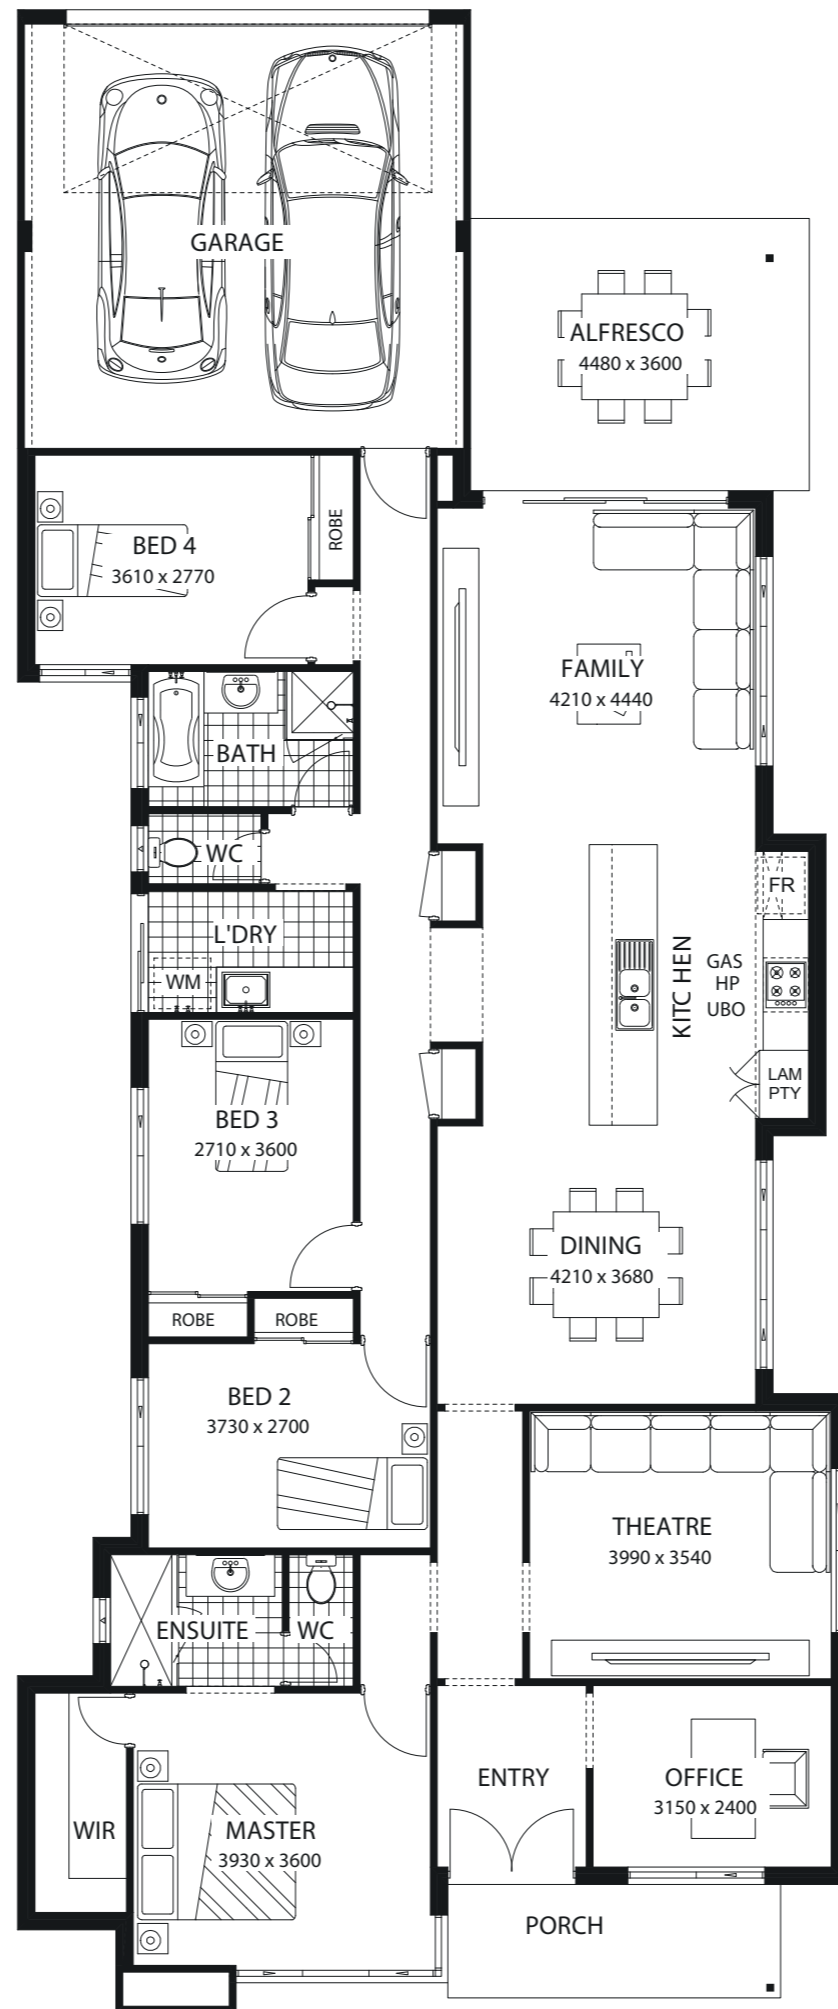 GARAGE
ALFRESCO
4480 x 3600
BED 4
3610 x 2770
ROBE
FAMILY
4210 x 4440
BATH
WC
L'DRY
WM
FR
KITC HEN
GAS
HP
UBO
LAM
PTY
BED 3
2710 x 3600
DINING
4210 x 3680
ROBE
ROBE
BED 2
3730 x 2700
THEATRE
3990 x 3540
ENSUITE
WC
ENTRY
OFFICE
3150 x 2400
WIR
MASTER
3930 x 3600
PORCH